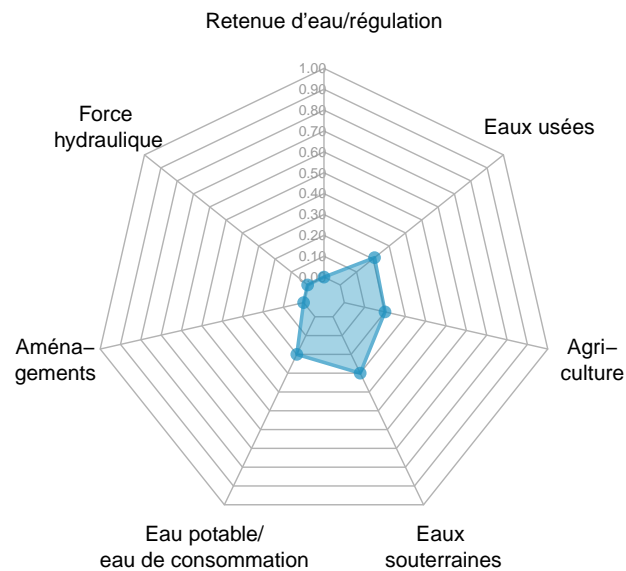 Retenue d'eau/régulation
1.00
0.90
0.80
0.70
0.60
0.50
0.40
0.30
0.20
0.10
0.00
Force
hydraulique
Eaux usées
Aména–
gements
Agri–
culture
Eau potable/
eau de consommation
Eaux
souterraines